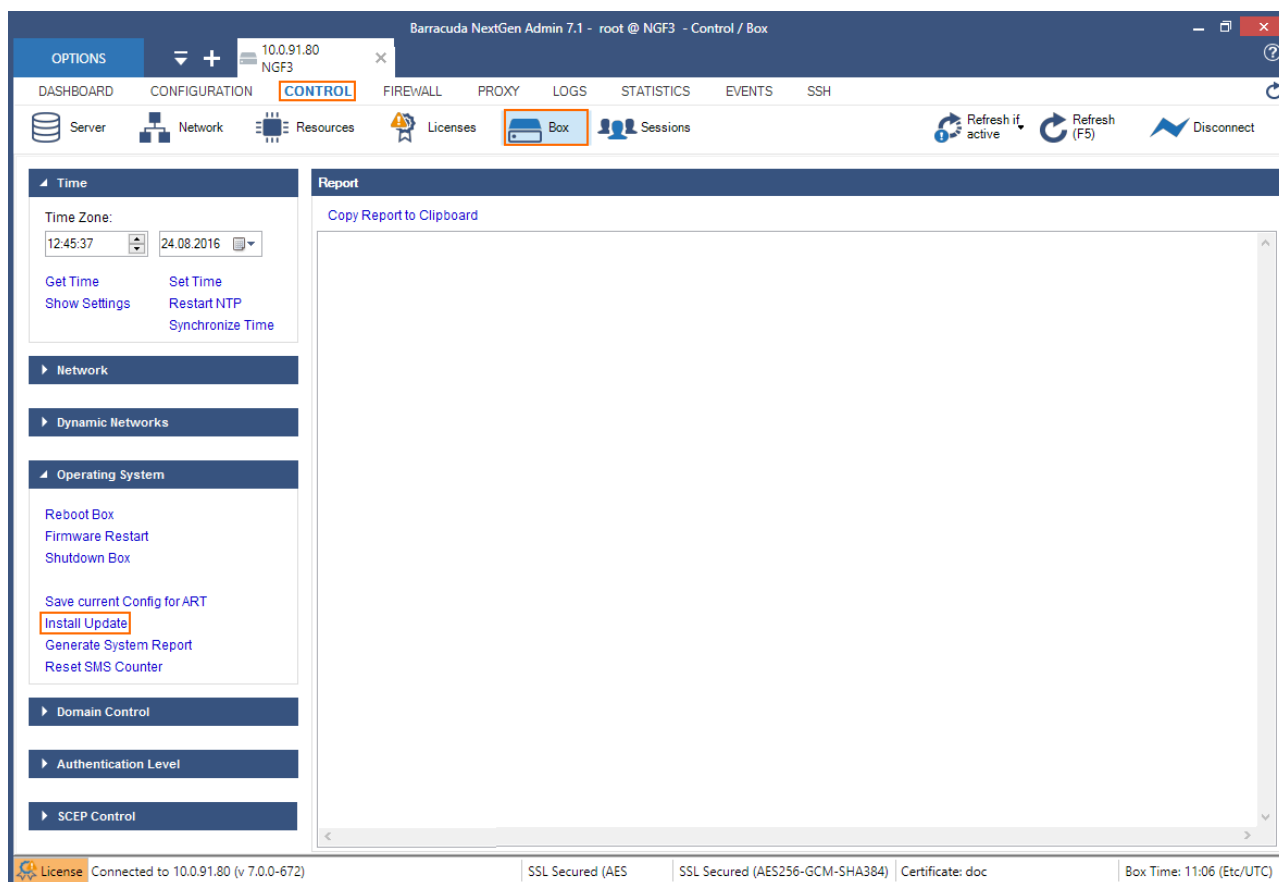 Barracuda NextGen Admin 7.1 - root @ NGF3 - Control / Box
OPTIONS
10.0.91.80
NGF3
DASHBOARD CONFIGURATION CONTROL FIREWALL PROXY LOGS STATISTICS EVENTS SSH
Server Network Resources Licenses Box Sessions Refresh if active Refresh (F5) Disconnect
Time
Time Zone:
12:45:37 24.08.2016
Get Time Set Time
Show Settings Restart NTP
Synchronize Time
Network
Dynamic Networks
Operating System
Reboot Box
Firmware Restart
Shutdown Box
Save current Config for ART
Install Update
Generate System Report
Reset SMS Counter
Domain Control
Authentication Level
SCEP Control
Report
Copy Report to Clipboard
License Connected to 10.0.91.80 (v 7.0.0-672) SSL Secured (AES SSL Secured (AES256-GCM-SHA384) Certificate: doc Box Time: 11:06 (Etc/UTC)